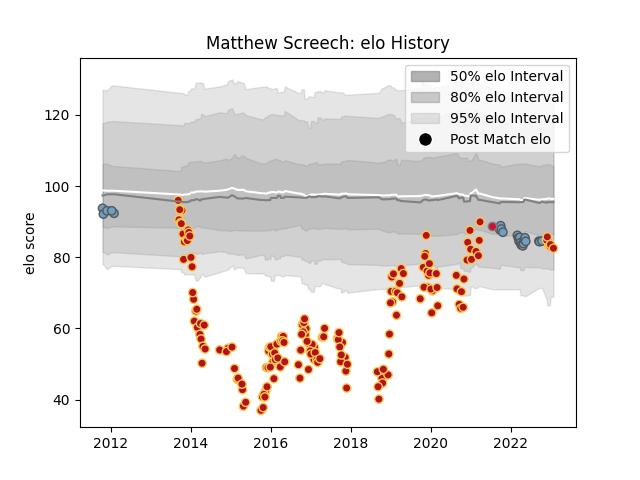 Matthew Screech: elo History
50% elo Interval
80% elo Interval
95% elo Interval
Post Match elo
elo score
120
100
80
60
40
2012
2014
2016
2018
2020
2022